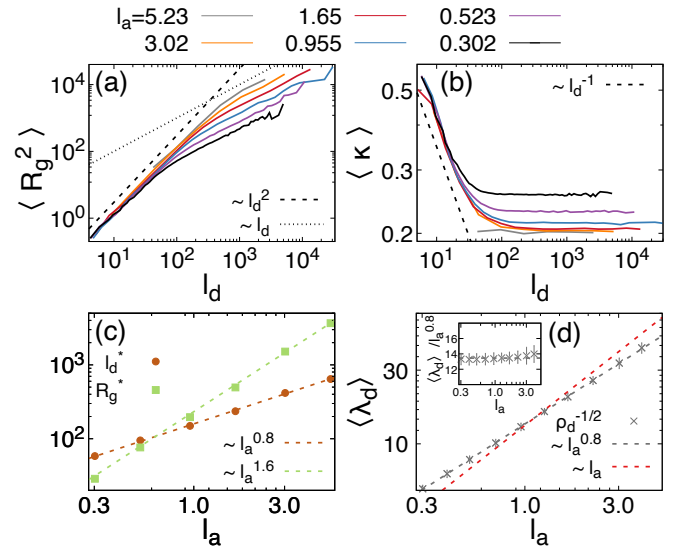 l_a=5.23 1.65 0.523
3.02 0.955 0.302
(a)
10^4
10^2
10^0
⟨ R_g^2 ⟩
~ l_d^2
~ l_d
10^1 10^2 10^3 10^4
l_d
(b)
~ l_d^-1
0.5
0.3
0.2
⟨ κ ⟩
10^1 10^2 10^3 10^4
l_d
(c)
l_d^*
R_g^*
10^3
10^2
~ l_a^0.8
~ l_a^1.6
0.3 1.0 3.0
l_a
(d)
⟨λ_d⟩
30
10
⟨λ_d⟩ / l_a^0.8
16
14
12
0.3 1.0 3.0
l_a
ρ_d^-1/2
~ l_a^0.8
~ l_a
0.3 1.0 3.0
l_a